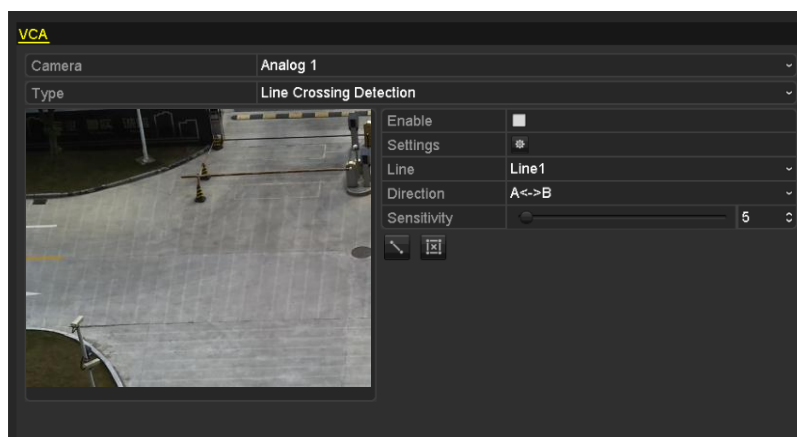 VCA
Camera Analog 1
Type Line Crossing Detection
Enable
Settings
Line Line1
Direction A<->B
Sensitivity 5